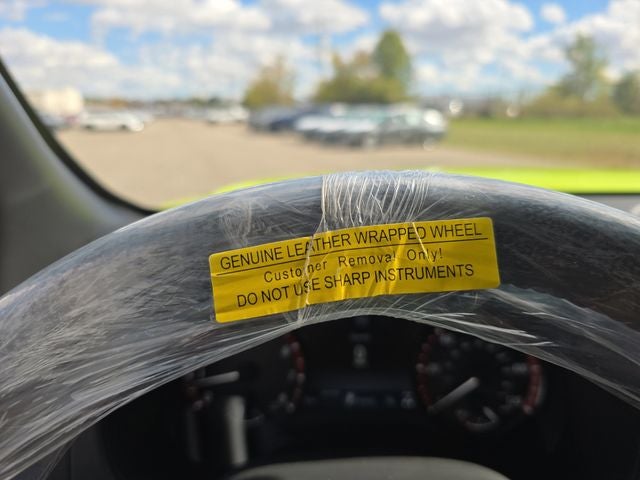 GENUINE LEATHER WRAPPED WHEEL
Customer Removal Only!
DO NOT USE SHARP INSTRUMENTS